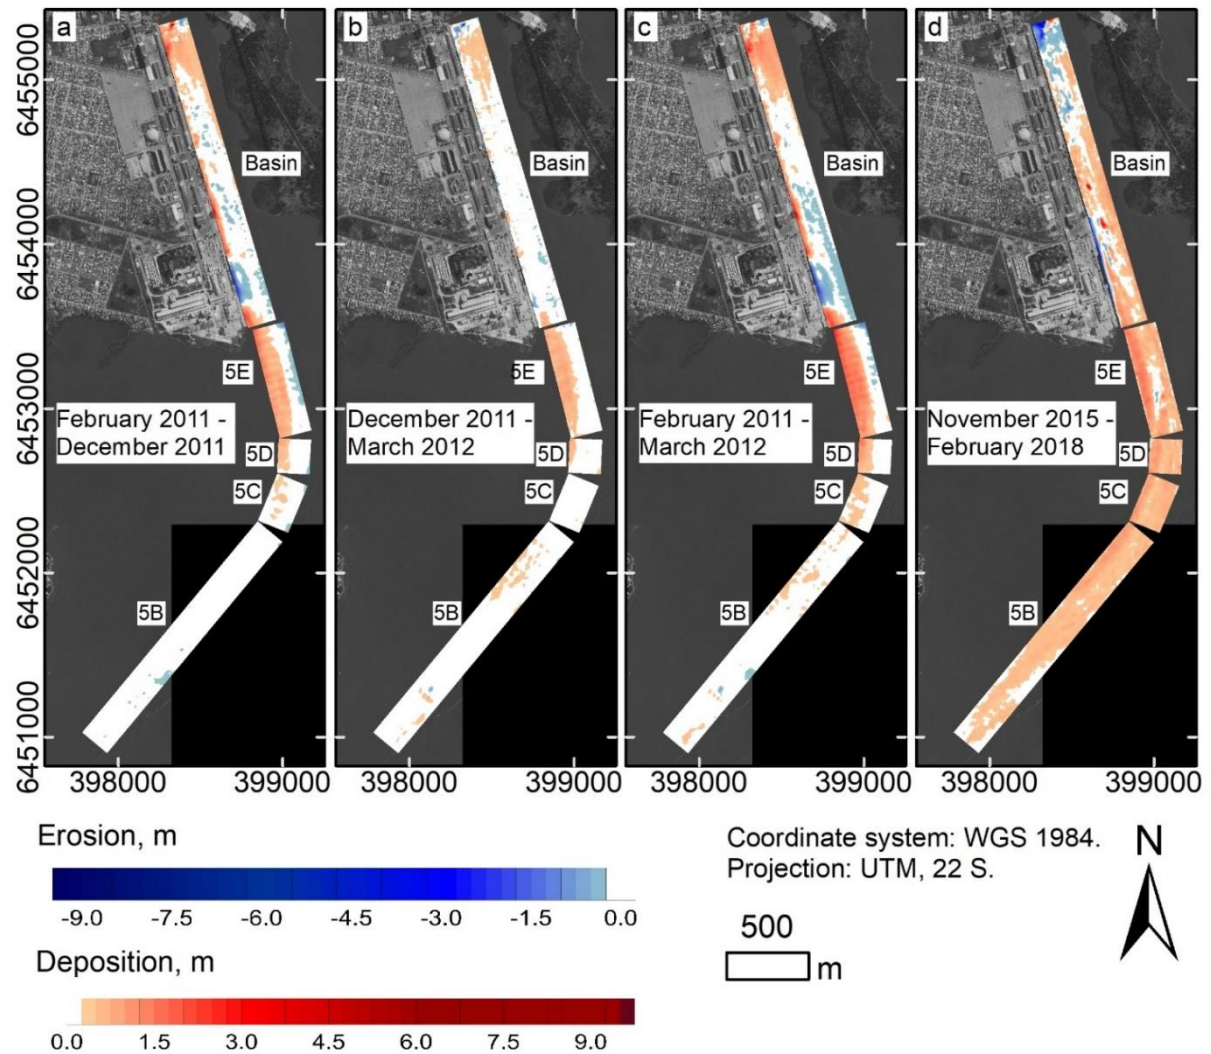 a
b
c
d
6455000
6454000
6453000
6452000
6451000
Basin
Basin
Basin
Basin
5E
5E
5E
5E
February 2011 -
December 2011
December 2011 -
March 2012
February 2011 -
March 2012
November 2015 -
February 2018
5D
5D
5D
5D
5C
5C
5C
5C
5B
5B
5B
5B
398000 399000
398000 399000
398000 399000
398000 399000
Erosion, m
-9.0 -7.5 -6.0 -4.5 -3.0 -1.5 0.0
Deposition, m
0.0 1.5 3.0 4.5 6.0 7.5 9.0
Coordinate system: WGS 1984.
Projection: UTM, 22 S.
500
m
N